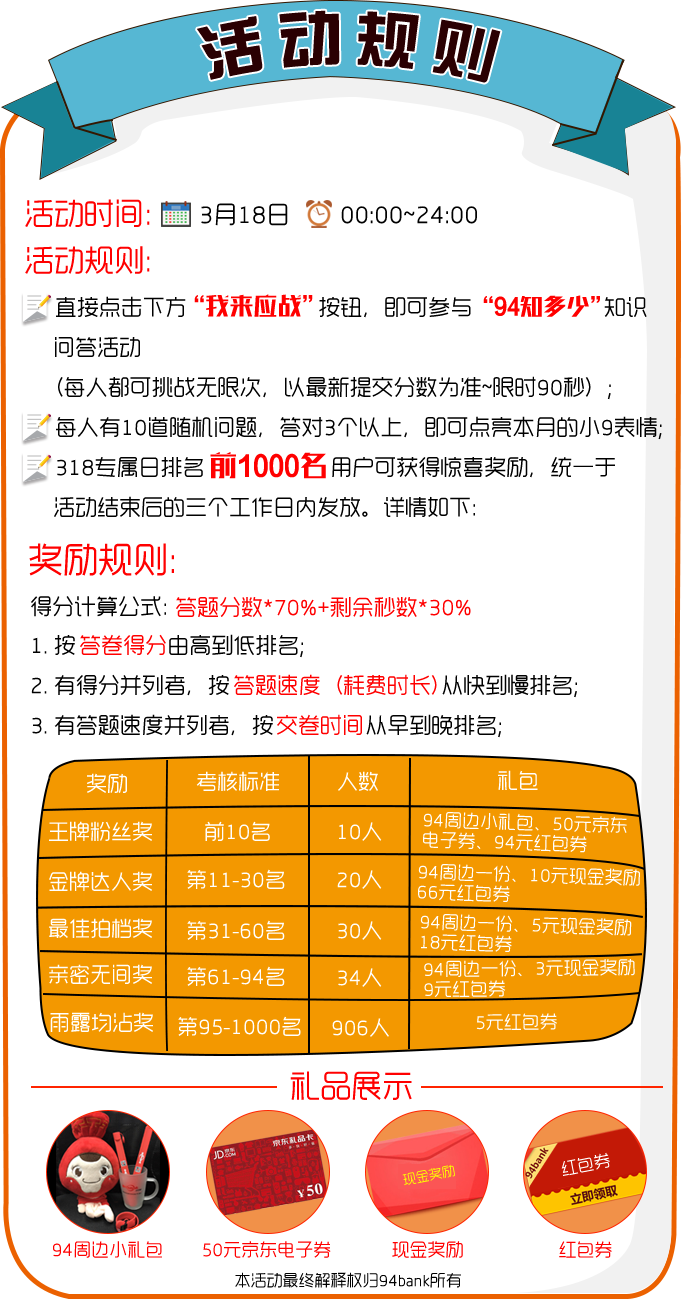 活动规则
活动时间: 3月18日 00:00~24:00
活动规则:
直接点击下方“我来应战”按钮，即可参与“94知多少”知识
问答活动
(每人都可挑战无限次，以最新提交分数为准~限时90秒）;
每人有10道随机问题，答对3个以上，即可点亮本月的小9表情;
318专属日排名前1000名用户可获得惊喜奖励，统一于
活动结束后的三个工作日内发放。详情如下:
奖励规则:
得分计算公式: 答题分数*70%+剩余秒数*30%
1. 按答卷得分由高到低排名;
2. 有得分并列者，按答题速度（耗费时长)从快到慢排名;
3. 有答题速度并列者，按交卷时间从早到晚排名;
奖励 考核标准 人数 礼包
王牌粉丝奖 前10名 10人 94周边小礼包、50元京东
电子券、94元红包券
金牌达人奖 第11-30名 20人 94周边一份、10元现金奖励
66元红包券
最佳拍档奖 第31-60名 30人 94周边一份、5元现金奖励
18元红包券
亲密无间奖 第61-94名 34人 94周边一份、3元现金奖励
9元红包券
雨露均沾奖 第95-1000名 906人 5元红包券
礼品展示
JD京东.COM
京东礼品卡
¥50
现金奖励
94bank
红包券
立即领取
94周边小礼包 50元京东电子券 现金奖励 红包券
本活动最终解释权归94bank所有